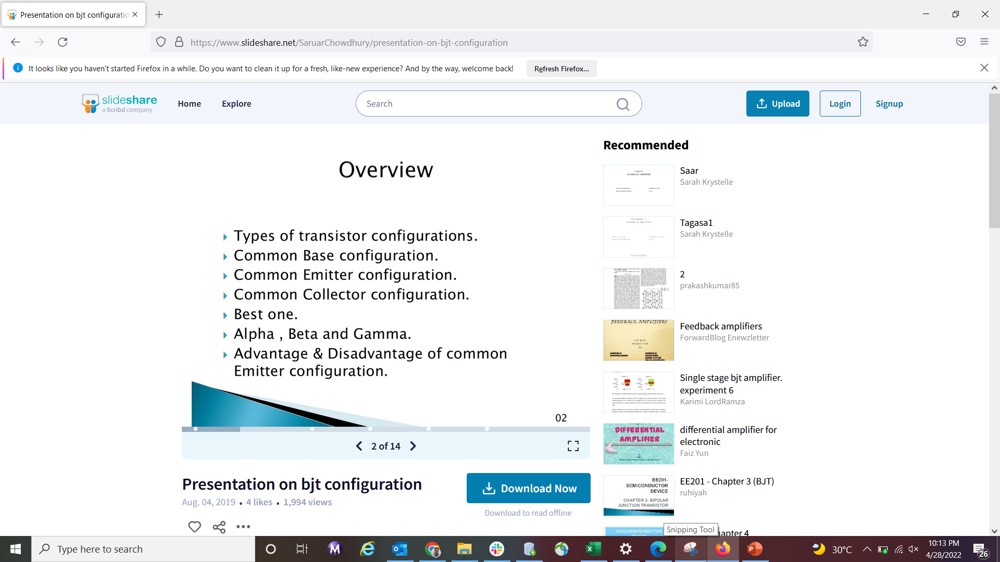 Presentation on bjt configuratio
https://www.slideshare.net/SaruarChowdhury/presentation-on-bjt-configuration
It looks like you haven't started Firefox in a while. Do you want to clean it up for a fresh, like-new experience? And by the way, welcome back!
Refresh Firefox...
slideshare
a Scribd company
Home
Explore
Search
Upload
Login
Signup
Overview
Types of transistor configurations.
Common Base configuration.
Common Emitter configuration.
Common Collector configuration.
Best one.
Alpha , Beta and Gamma.
Advantage & Disadvantage of common
Emitter configuration.
02
2 of 14
Presentation on bjt configuration
Aug. 04, 2019 • 4 likes • 1,994 views
Download Now
Download to read offline
Recommended
CLASSES OF AMPLIFIER
Saar
Sarah Krystelle
Tagasa1
Sarah Krystelle
2
prakashkumar85
FEEDBACK AMPLIFIERS
PROJECT FOR
Feedback amplifiers
ForwardBlog Enewzletter
Single stage bjt amplifier.
experiment 6
Karimi LordRamza
DIFFERENTIAL
AMPLIFIER
differential amplifier for
electronic
Faiz Yun
EE201-
SEMICONDUCTOR
DEVICE
CHAPTER 3: BIPOLAR
JUNCTION TRANSISTOR
EE201 - Chapter 3 (BJT)
ruhiyah
EE201 SEMICONDUCTOR
hapter 4
Snipping Tool
Type here to search
30°C
10:13 PM
4/28/2022
26